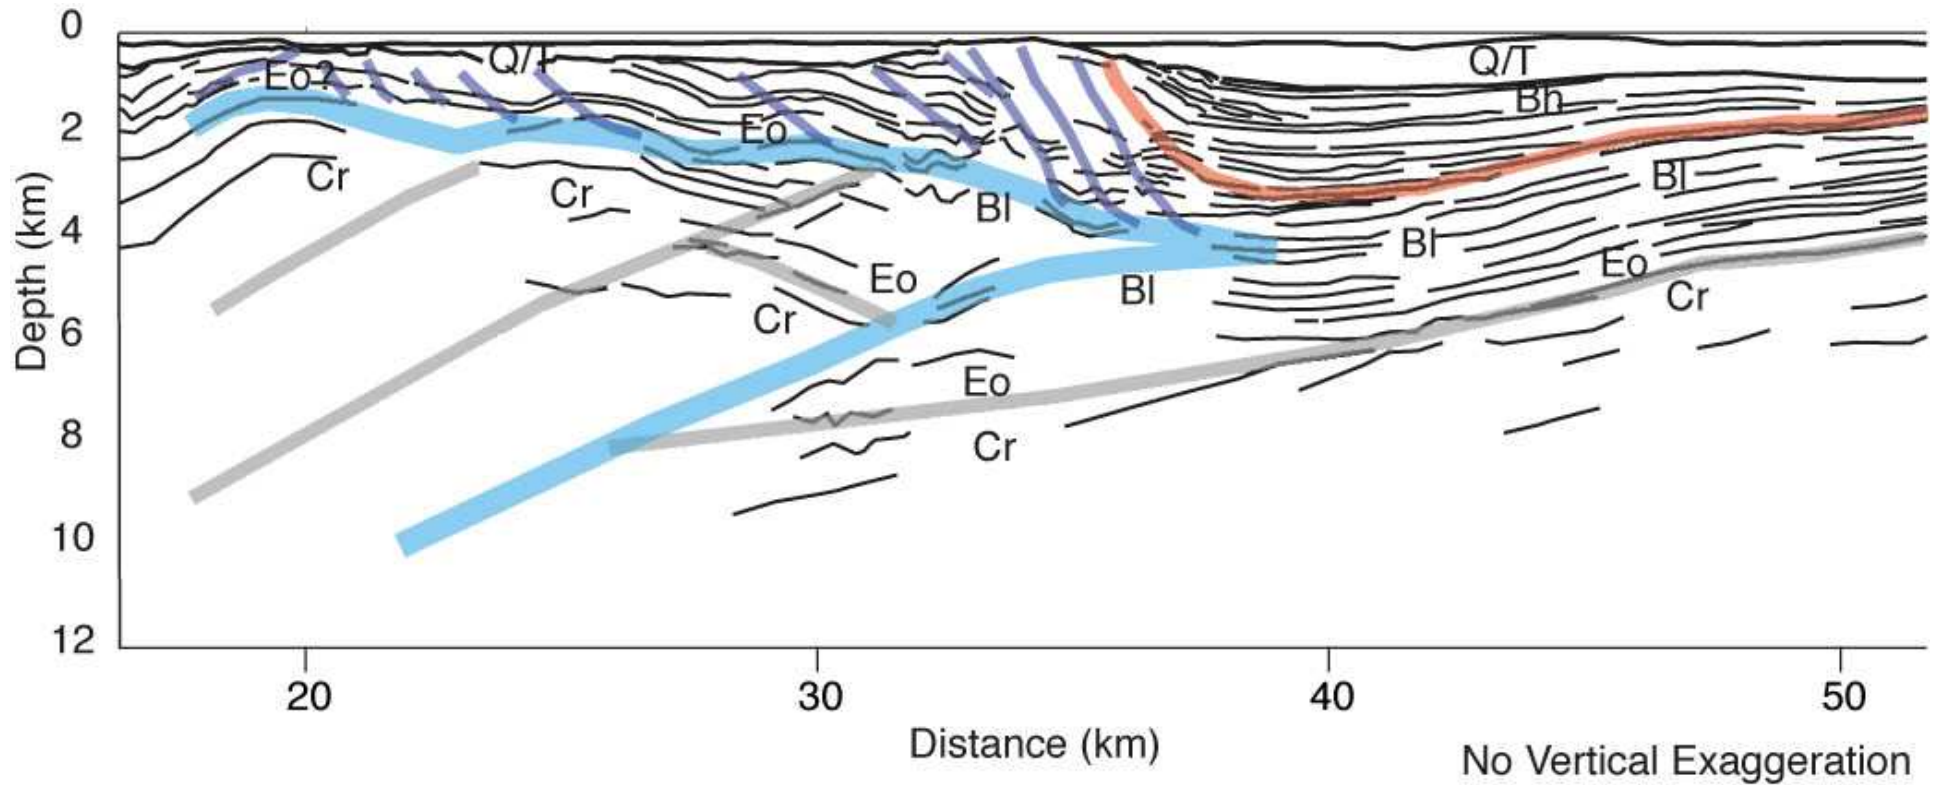 0
2
4
6
8
10
12
Depth (km)
Q/T
Q/T
Eo?
Bh
Eo
Cr
Cr
Bl
Bl
Bl
Eo
Bl
Eo
Cr
Cr
Eo
Cr
20
30
40
50
Distance (km)
No Vertical Exaggeration